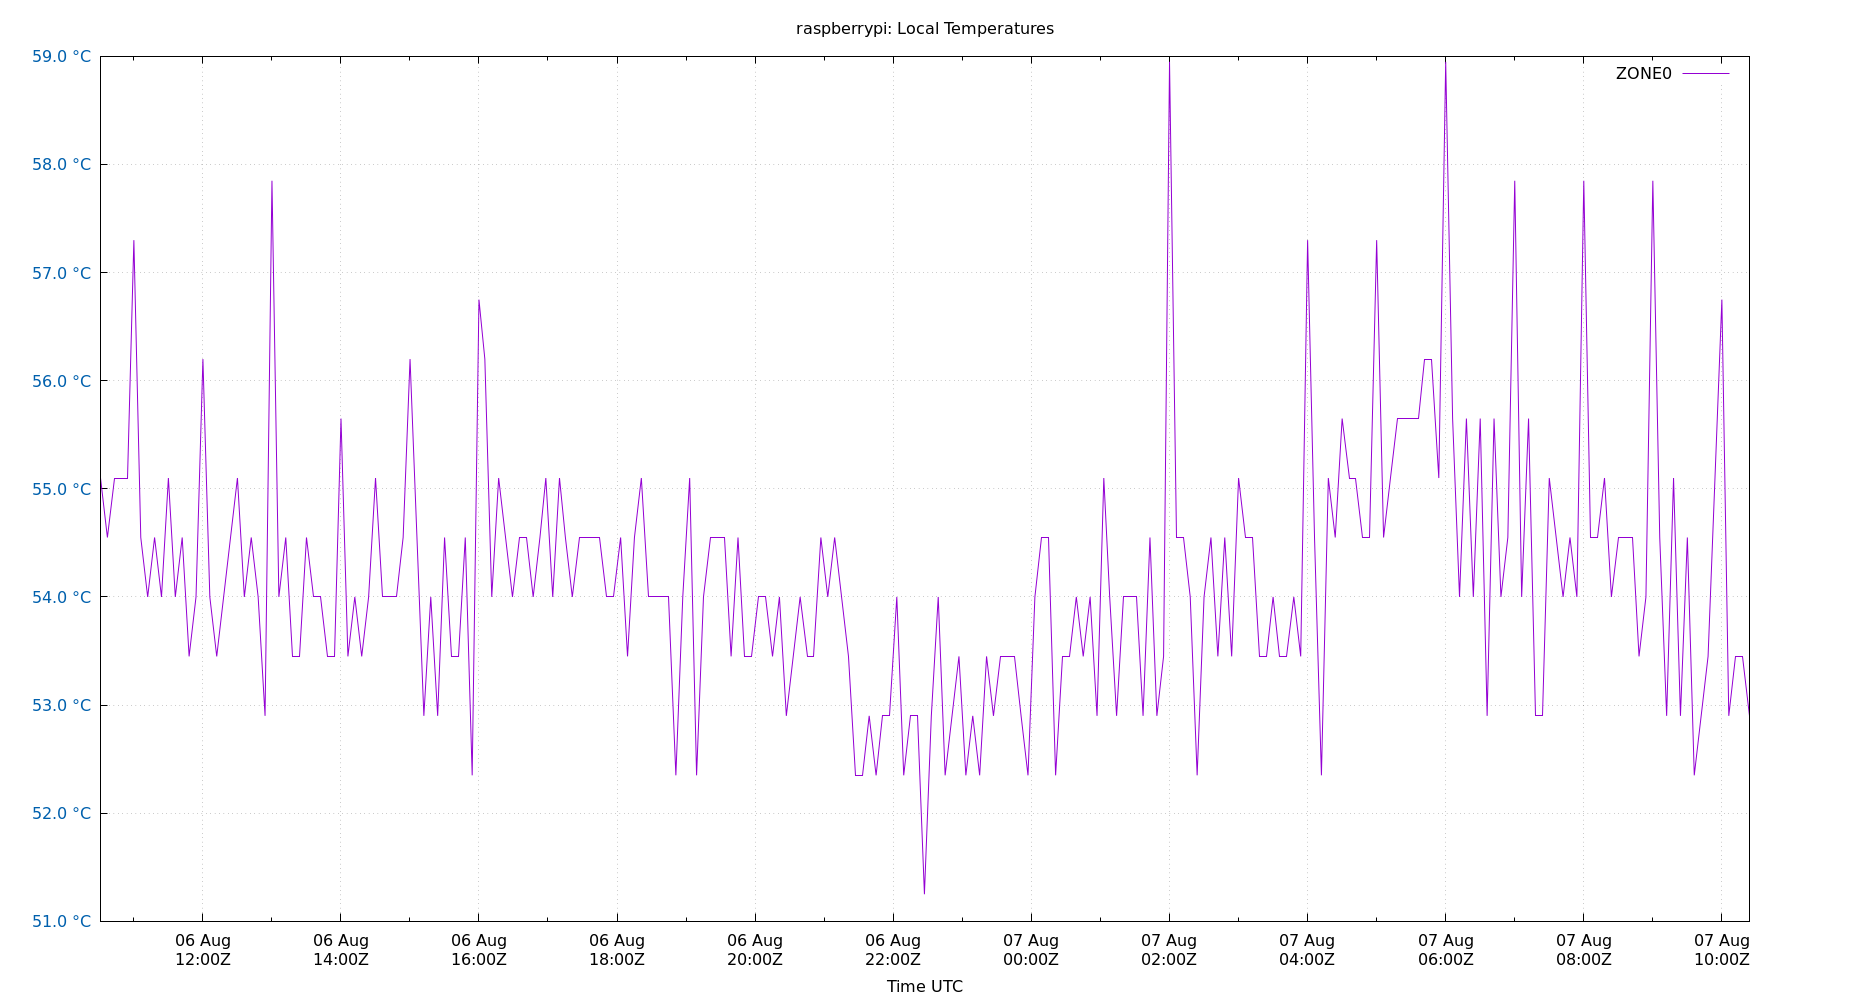 raspberrypi: Local Temperatures
59.0 °C
58.0 °C
57.0 °C
56.0 °C
55.0 °C
54.0 °C
53.0 °C
52.0 °C
51.0 °C
ZONE0
06 Aug 06 Aug 06 Aug 06 Aug 06 Aug 06 Aug 07 Aug 07 Aug 07 Aug 07 Aug 07 Aug 07 Aug
12:00Z 14:00Z 16:00Z 18:00Z 20:00Z 22:00Z 00:00Z 02:00Z 04:00Z 06:00Z 08:00Z 10:00Z
Time UTC